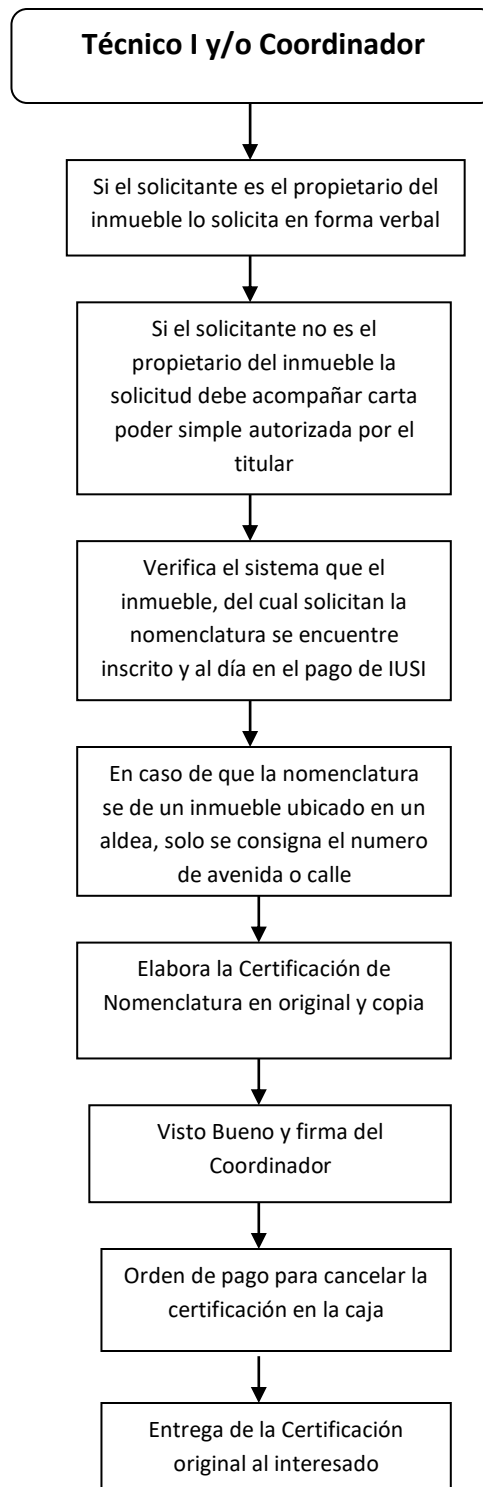 Técnico I y/o Coordinador
Si el solicitante es el propietario del
inmueble lo solicita en forma verbal
Si el solicitante no es el
propietario del inmueble la
solicitud debe acompañar carta
poder simple autorizada por el
titular
Verifica el sistema que el
inmueble, del cual solicitan la
nomenclatura se encuentre
inscrito y al día en el pago de IUSI
En caso de que la nomenclatura
se de un inmueble ubicado en un
aldea, solo se consigna el numero
de avenida o calle
Elabora la Certificación de
Nomenclatura en original y copia
Visto Bueno y firma del
Coordinador
Orden de pago para cancelar la
certificación en la caja
Entrega de la Certificación
original al interesado